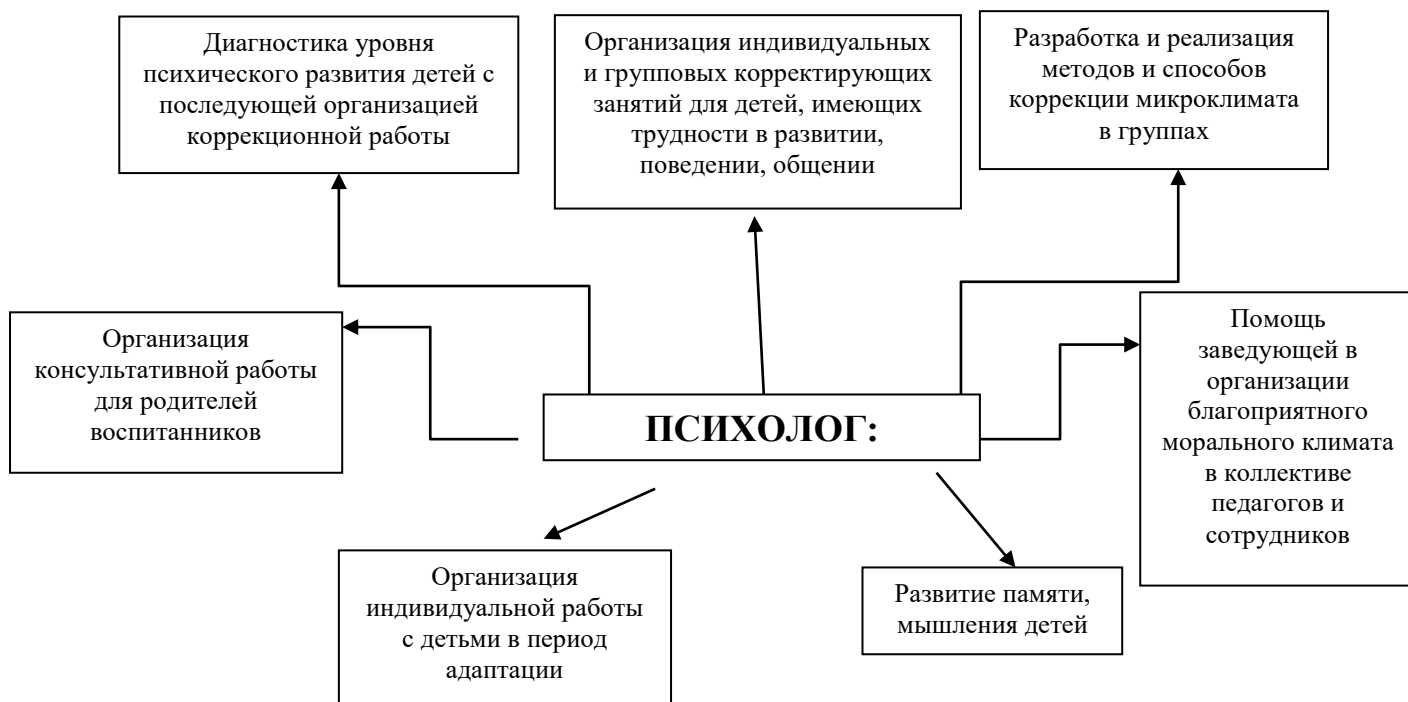 Диагностика уровня
психического развития детей с
последующей организацией
коррекционной работы
Организация индивидуальных
и групповых корректирующих
занятий для детей, имеющих
трудности в развитии,
поведении, общении
Разработка и реализация
методов и способов
коррекции микроклимата
в группах
Организация
консультативной работы
для родителей
воспитанников
ПСИХОЛОГ:
Помощь
заведующей в
организации
благоприятного
морального климата
в коллективе
педагогов и
сотрудников
Организация
индивидуальной работы
с детьми в период
адаптации
Развитие памяти,
мышления детей